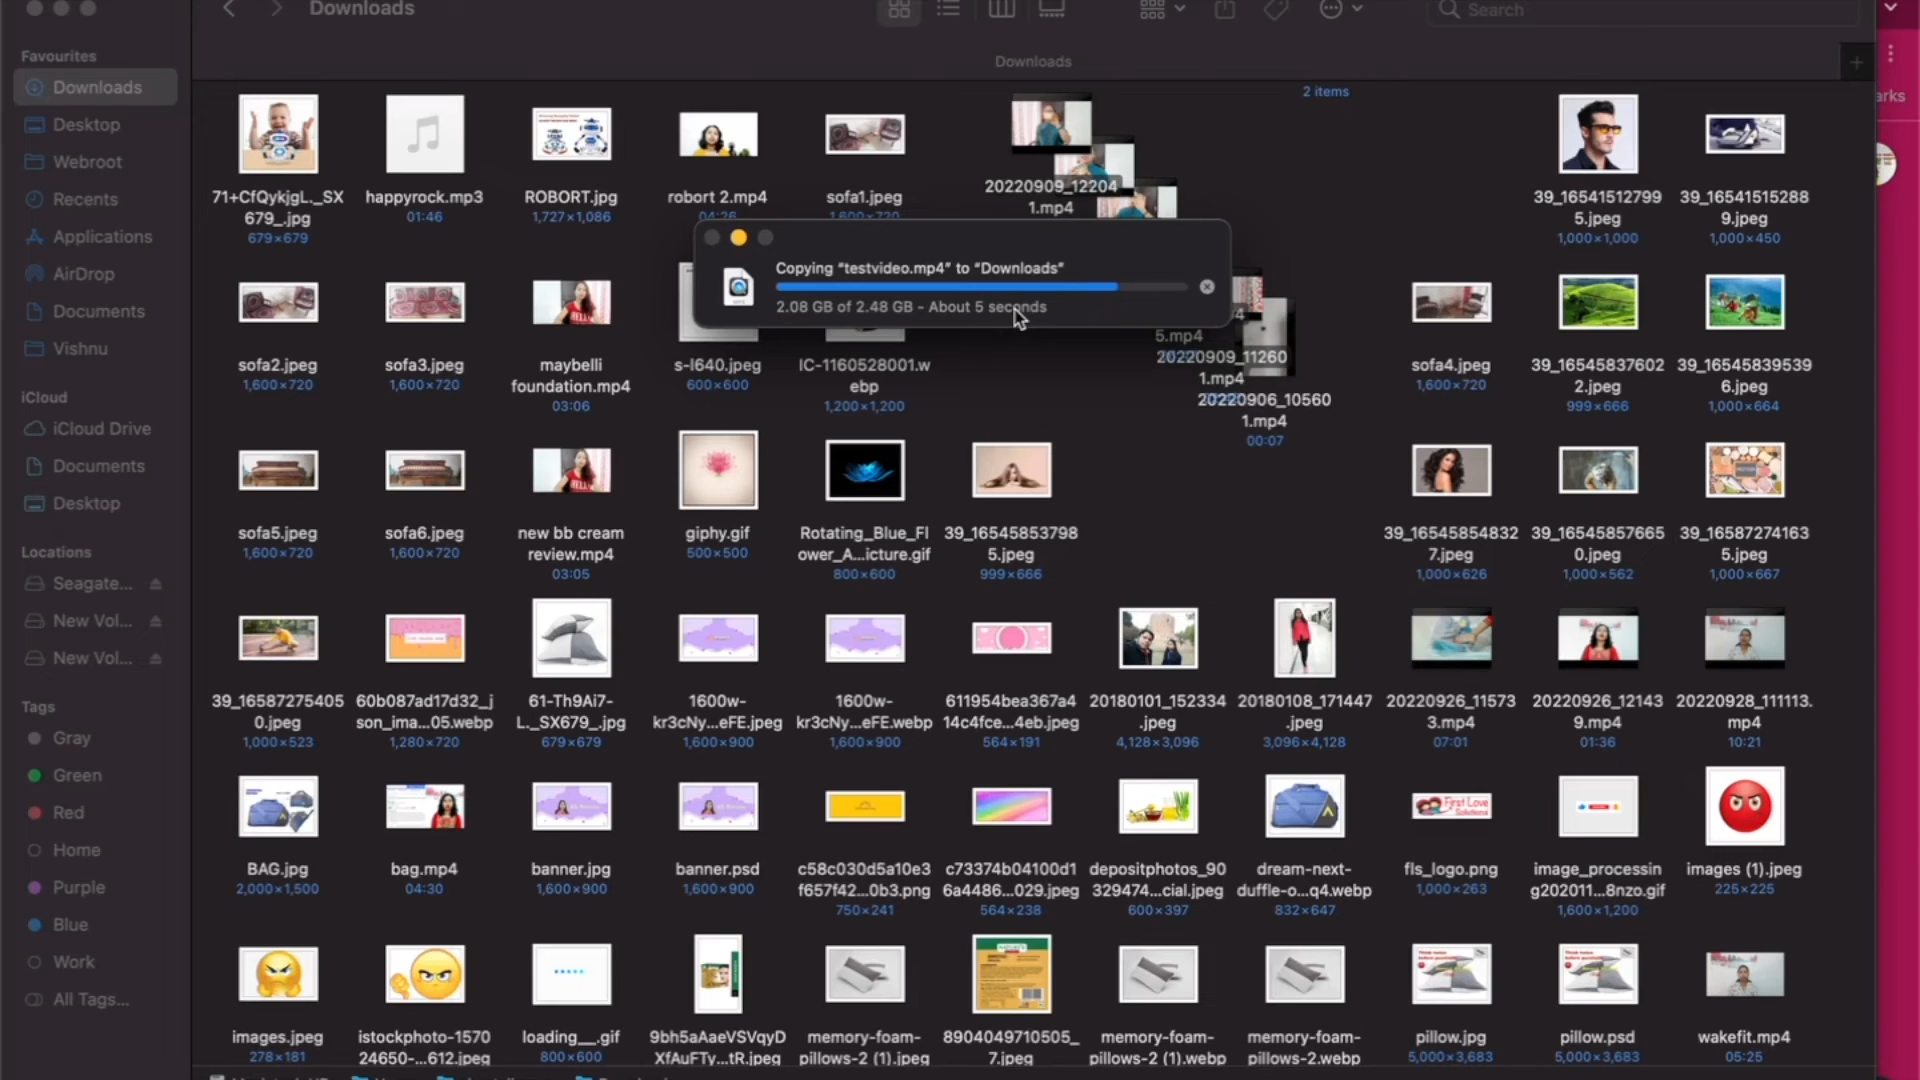 Downloads
Search
Downloads
Favourites
Downloads
Desktop
Webroot
Recents
Applications
AirDrop
Documents
Vishnu
iCloud
iCloud Drive
Documents
Desktop
Locations
Seagate...
New Vol...
New Vol...
Tags
Gray
Green
Red
Home
Purple
Blue
Work
All Tags...
2 items
arks
71+CfQykjgL._SX
679_.jpg
679×679
happyrock.mp3
01:46
ROBORT.jpg
1,727×1,086
robort 2.mp4
04:26
sofa1.jpeg
1,600×720
20220909_12204
1.mp4
39_16541512799
5.jpeg
1,000×1,000
39_16541515288
9.jpeg
1,000×450
Copying “testvideo.mp4” to “Downloads”
2.08 GB of 2.48 GB - About 5 seconds
sofa2.jpeg
1,600×720
sofa3.jpeg
1,600×720
maybelli
foundation.mp4
03:06
s-l640.jpeg
600×600
IC-1160528001.w
ebp
1,200×1,200
5.mp4
20220909_11260
1.mp4
20220906_10560
1.mp4
00:07
sofa4.jpeg
1,600×720
39_16545837602
2.jpeg
999×666
39_16545839539
6.jpeg
1,000×664
sofa5.jpeg
1,600×720
sofa6.jpeg
1,600×720
new bb cream
review.mp4
03:05
giphy.gif
500×500
Rotating_Blue_Fl
ower_A...icture.gif
800×600
39_16545853798
5.jpeg
999×666
39_16545854832
7.jpeg
1,000×626
39_16545857665
0.jpeg
1,000×562
39_16587274163
5.jpeg
1,000×667
39_16587275405
0.jpeg
1,000×523
60b087ad17d32_j
son_ima...05.webp
1,280×720
61-Th9Ai7-
L._SX679_.jpg
679×679
1600w-
kr3cNy...eFE.jpeg
1,600×900
1600w-
kr3cNy...eFE.webp
1,600×900
611954bea367a4
14c4fce...4eb.jpeg
564×191
20180101_152334
.jpeg
4,128×3,096
20180108_171447
.jpeg
3,096×4,128
20220926_11573
3.mp4
07:01
20220926_12143
9.mp4
01:36
20220928_111113.
mp4
10:21
BAG.jpg
2,000×1,500
bag.mp4
04:30
banner.jpg
1,600×900
banner.psd
1,600×900
c58c030d5a10e3
f657f42...0b3.png
750×241
c73374b04100d1
6a4486...029.jpeg
564×238
depositphotos_90
329474...cial.jpeg
600×397
dream-next-
duffle-o...q4.webp
832×647
First Love
Solutions
fls_logo.png
1,000×263
image_processin
g202011...8nzo.gif
1,600×1,200
images (1).jpeg
225×225
images.jpeg
278×181
istockphoto-1570
24650-...612.jpeg
loading__.gif
800×600
9bh5aAaeVSVqyD
XfAuFTy...tR.jpeg
memory-foam-
pillows-2 (1).jpeg
8904049710505_
7.jpeg
memory-foam-
pillows-2 (1).webp
memory-foam-
pillows-2.webp
pillow.jpg
5,000×3,683
pillow.psd
5,000×3,683
wakefit.mp4
05:25